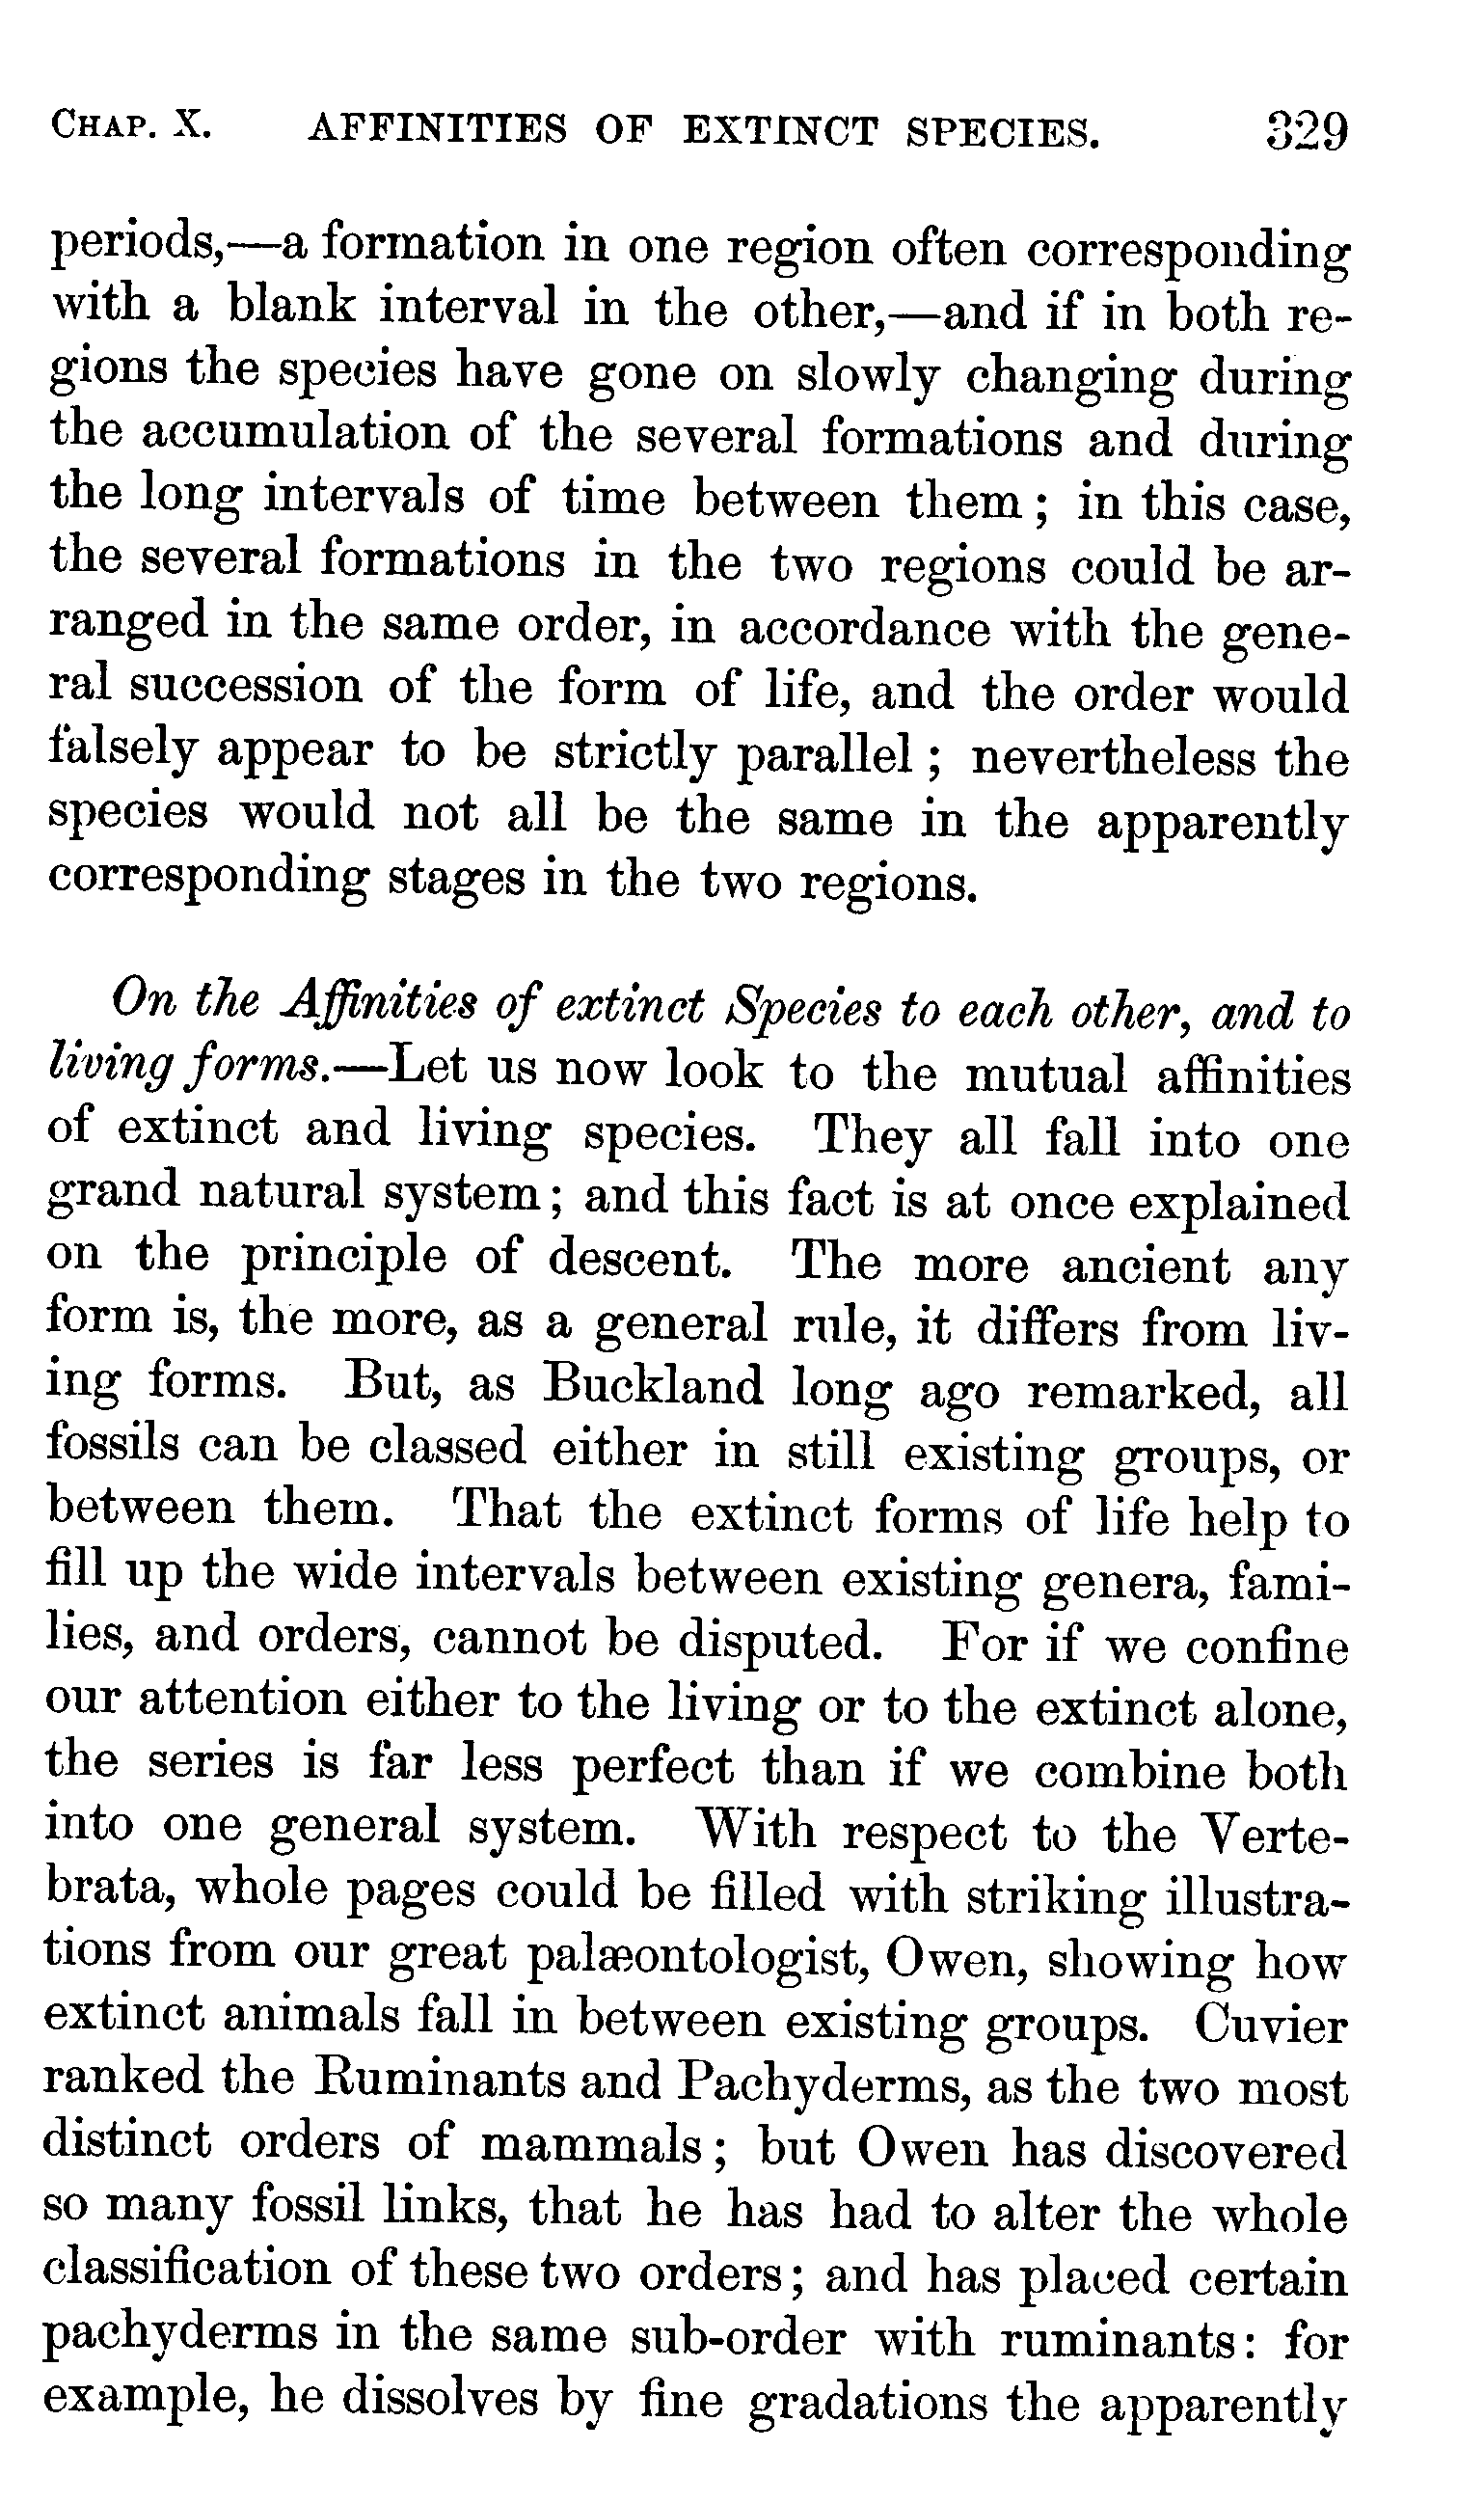 CHAP. X. AFFINITIES OF EXTINCT SPECIES. 329
periods,—a formation in one region often corresponding
with a blank interval in the other,—and if in both re-
gions the species have gone on slowly changing during
the accumulation of the several formations and during
the long intervals of time between them; in this case,
the several formations in the two regions could be ar-
ranged in the same order, in accordance with the gene-
ral succession of the form of life, and the order would
falsely appear to be strictly parallel; nevertheless the
species would not all be the same in the apparently
corresponding stages in the two regions.
On the Affinities of extinct Species to each other, and to
living forms.—Let us now look to the mutual affinities
of extinct and living species. They all fall into one
grand natural system; and this fact is at once explained
on the principle of descent. The more ancient any
form is, the more, as a general rule, it differs from liv-
ing forms. But, as Buckland long ago remarked, all
fossils can be classed either in still existing groups, or
between them. That the extinct forms of life help to
fill up the wide intervals between existing genera, fami-
lies, and orders, cannot be disputed. For if we confine
our attention either to the living or to the extinct alone,
the series is far less perfect than if we combine both
into one general system. With respect to the Verte-
brata, whole pages could be filled with striking illustra-
tions from our great palæontologist, Owen, showing how
extinct animals fall in between existing groups. Cuvier
ranked the Ruminants and Pachyderms, as the two most
distinct orders of mammals; but Owen has discovered
so many fossil links, that he has had to alter the whole
classification of these two orders; and has placed certain
pachyderms in the same sub-order with ruminants: for
example, he dissolves by fine gradations the apparently